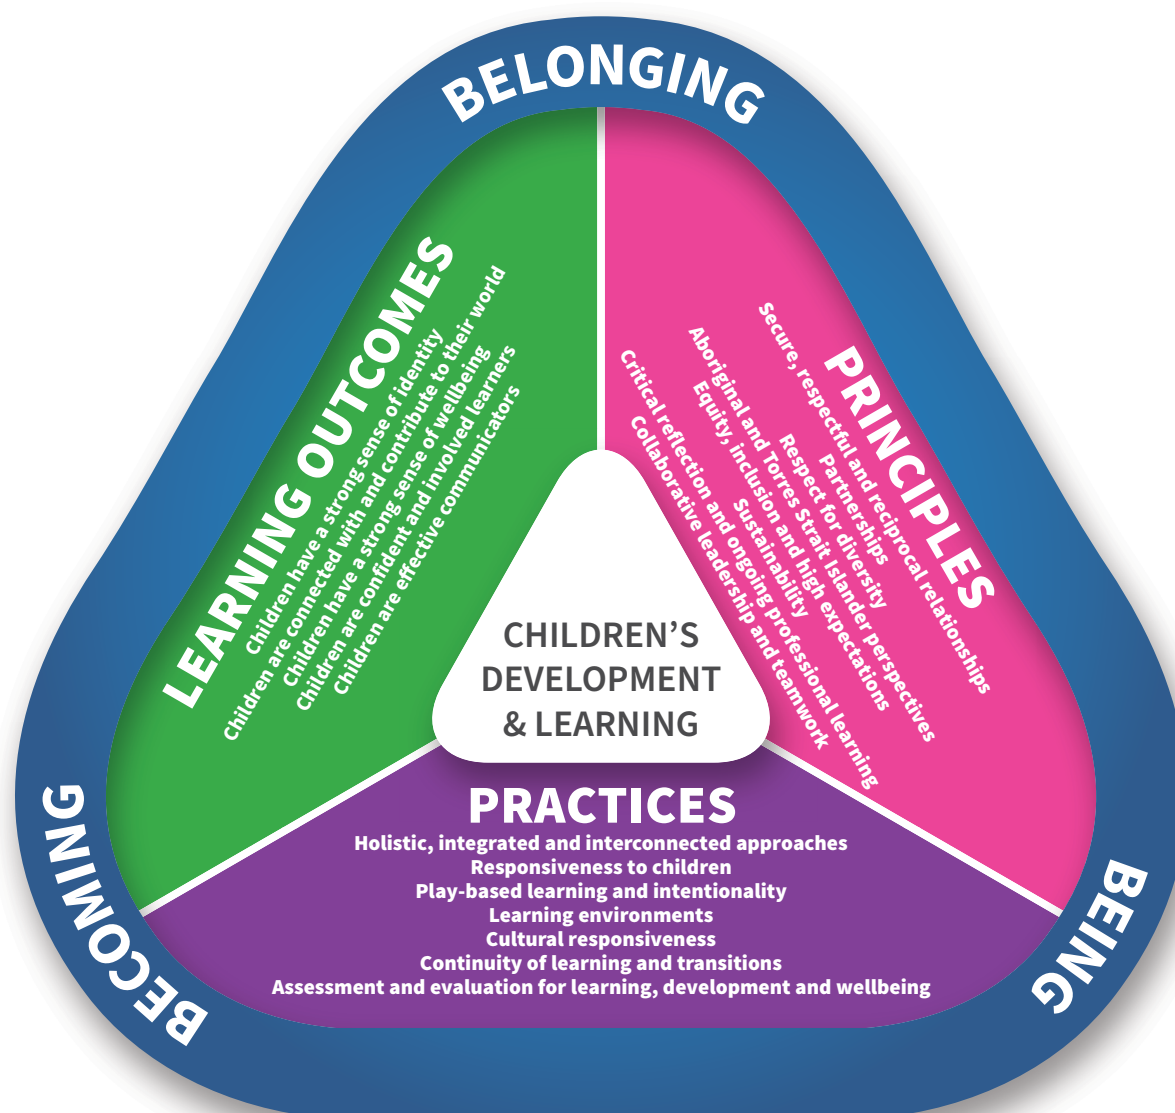 BELONGING
LEARNING OUTCOMES
Children have a strong sense of identity
Children are connected with and contribute to their world
Children have a strong sense of wellbeing
Children are confident and involved learners
Children are effective communicators
PRINCIPLES
Secure, respectful and reciprocal relationships
Partnerships
Respect for diversity
Aboriginal and Torres Strait Islander perspectives
Equity, inclusion and high expectations
Sustainability
Critical reflection and ongoing professional learning
Collaborative leadership and teamwork
CHILDREN’S
DEVELOPMENT
& LEARNING
PRACTICES
Holistic, integrated and interconnected approaches
Responsiveness to children
Play-based learning and intentionality
Learning environments
Cultural responsiveness
Continuity of learning and transitions
Assessment and evaluation for learning, development and wellbeing
BECOMING
BEING